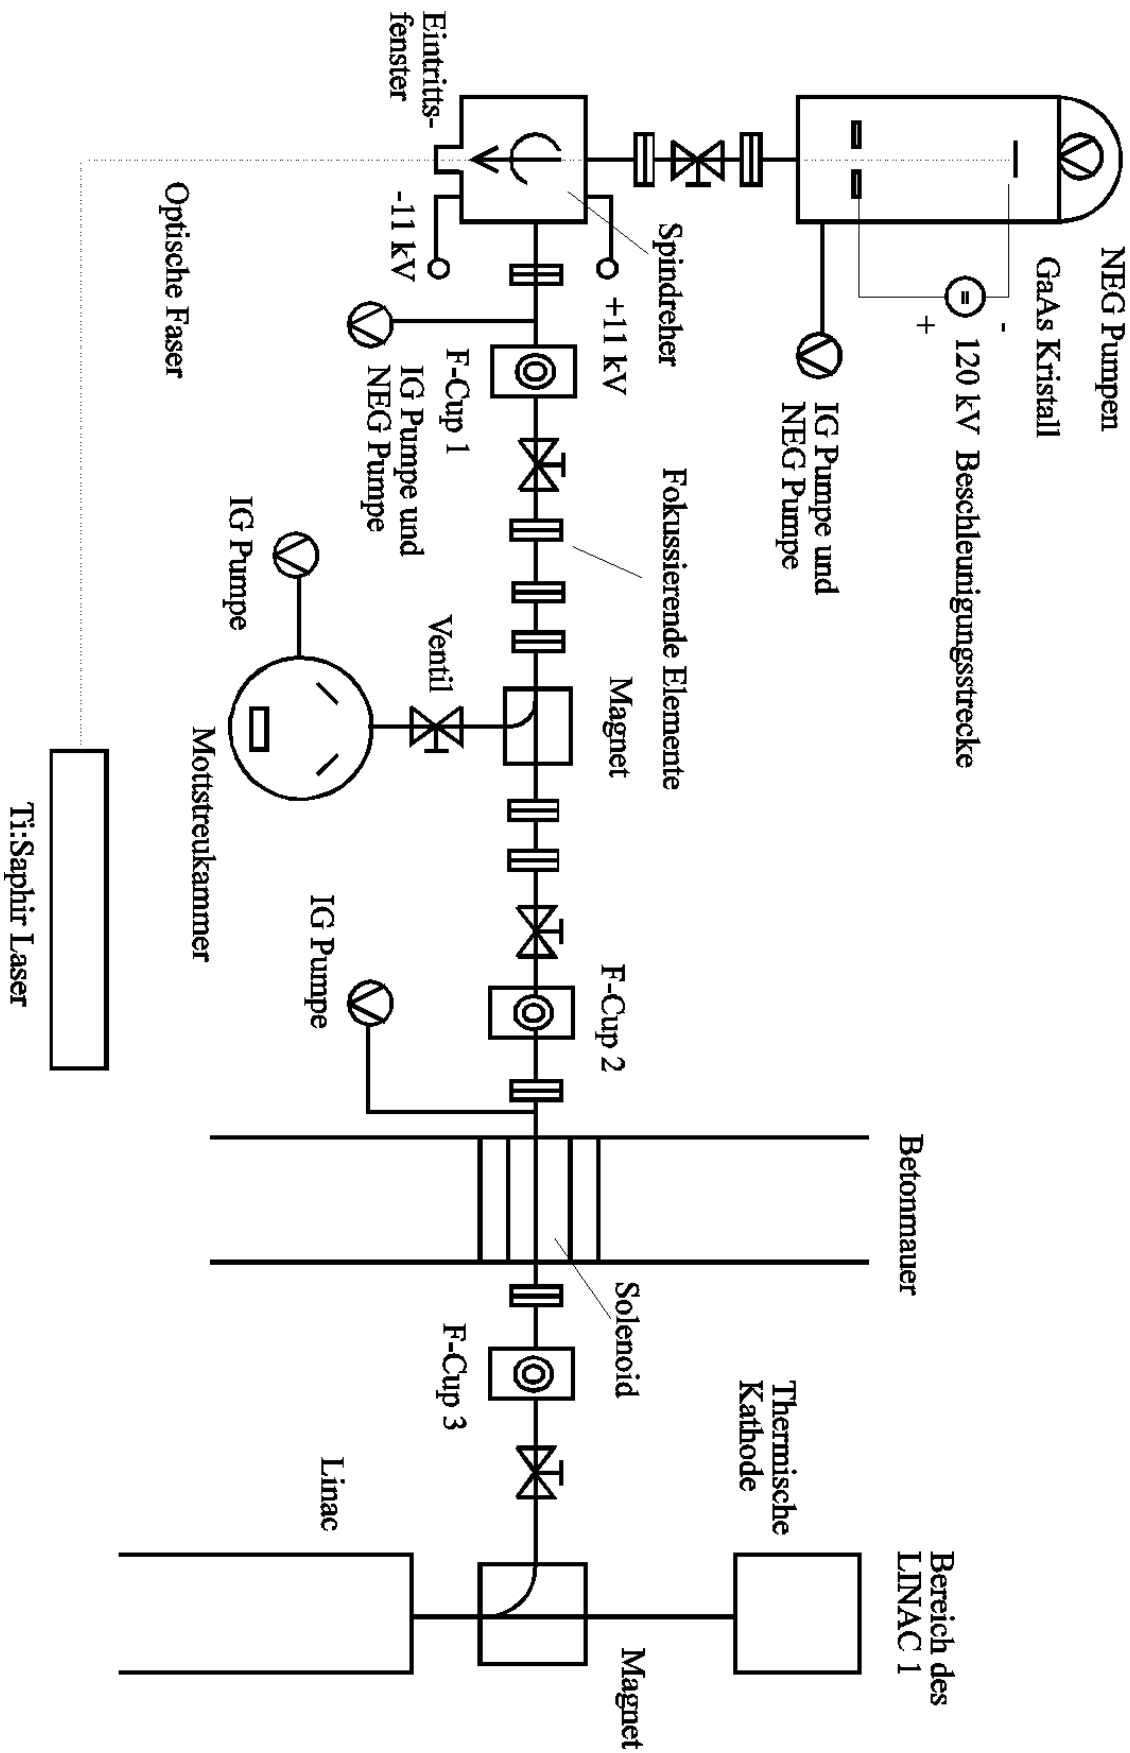 NEG Pumpen
GaAs Kristall
-
+
=
120 kV Beschleunigungsstrecke
IG Pumpe und
NEG Pumpe
Eintritts-
fenster
Spindreher
+11 kV
-11 kV
Optische Faser
F-Cup 1
IG Pumpe und
NEG Pumpe
Fokussierende Elemente
IG Pumpe
Ventil
Magnet
Mottstreukammer
Ti:Saphir Laser
F-Cup 2
IG Pumpe
Betonmauer
Solenoid
F-Cup 3
Thermische
Kathode
Linac
Bereich des
LINAC 1
Magnet